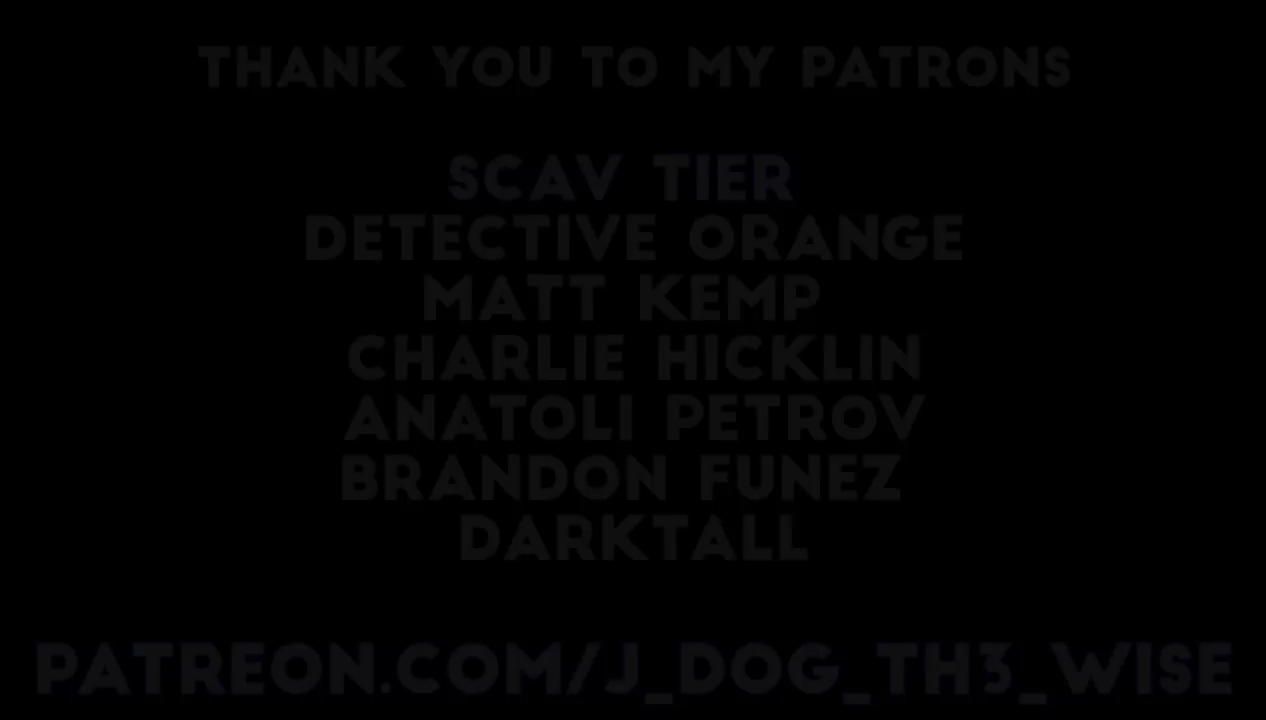 THANK YOU TO MY PATRONS
SCAV TIER
DETECTIVE ORANGE
MATT KEMP
CHARLIE HICKLIN
ANATOLI PETROV
BRANDON FUNEZ
DARKTALL
PATREON.COM/J_DOG_TH3_WISE